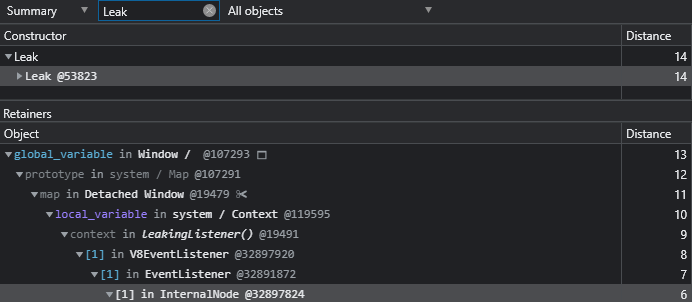 Summary ▼ Leak All objects ▼
Constructor Distance
▼Leak 14
▶Leak @53823 14
Retainers
Object Distance
▼global_variable in Window / @107293 13
▼prototype in system / Map @107291 12
▼map in Detached Window @19479 11
▼local_variable in system / Context @119595 10
▼context in leakingListener() @19491 9
▼[1] in V8EventListener @32897920 8
▼[1] in EventListener @32891872 7
▼[1] in InternalNode @32897824 6